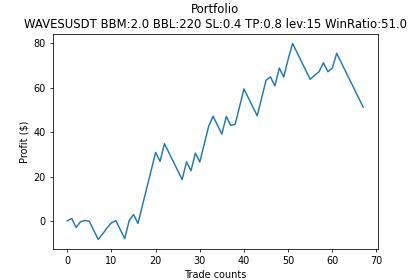 Portfolio
WAVESUSDT BBM:2.0 BBL:220 SL:0.4 TP:0.8 lev:15 WinRatio:51.0
80
60
40
20
0
Profit ($)
0 10 20 30 40 50 60 70
Trade counts